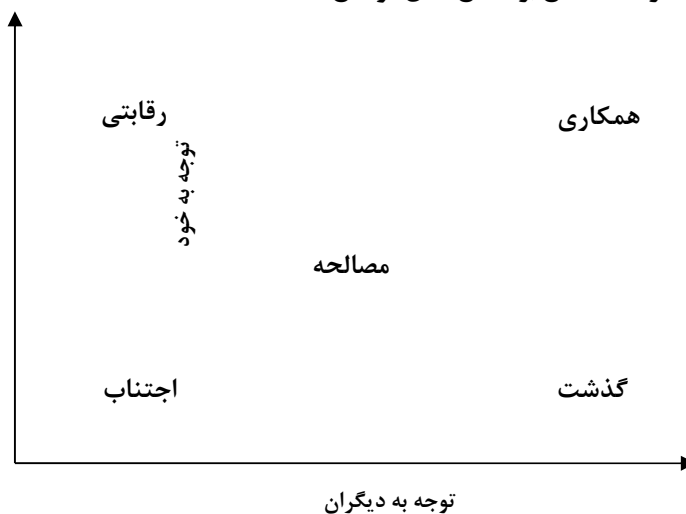 همکاری
رقابتی
توجه به خود
مصالحه
گذشت
اجتناب
توجه به دیگران